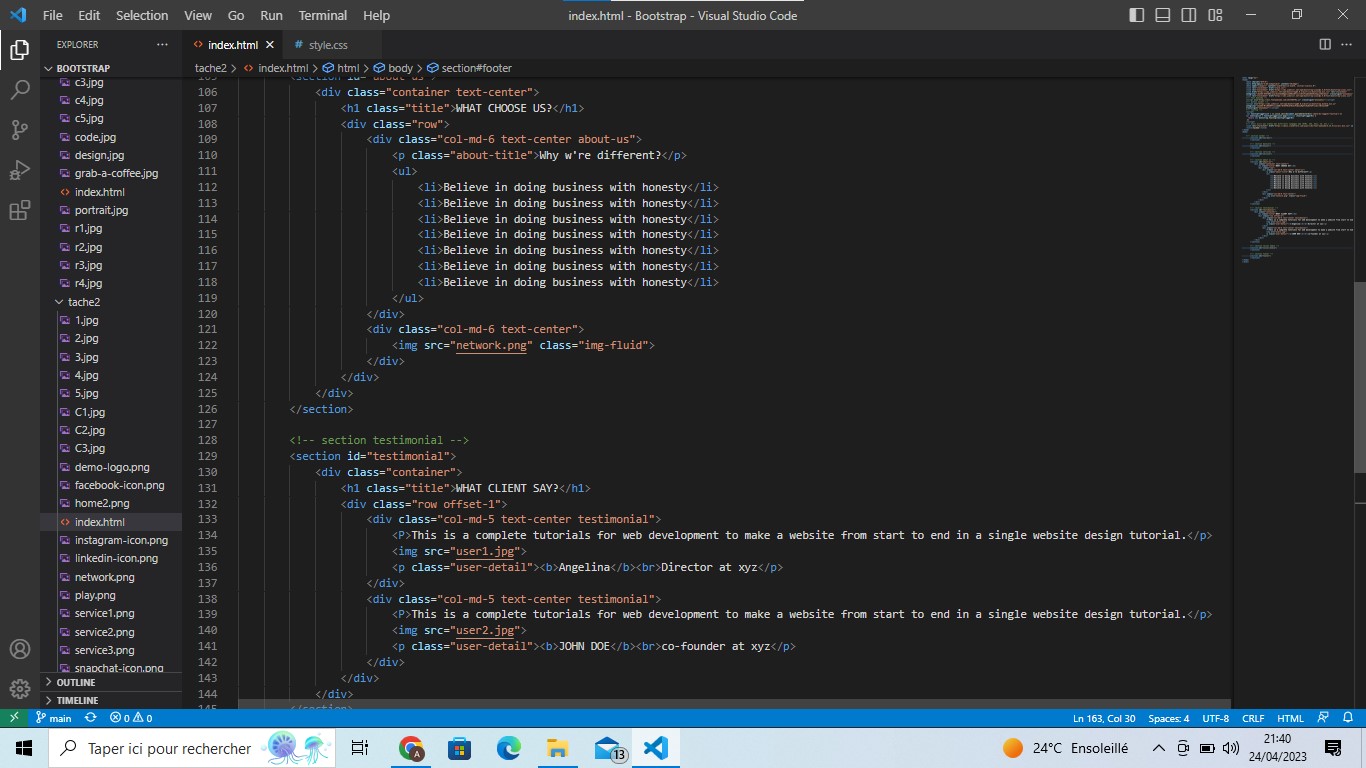 File Edit Selection View Go Run Terminal Help index.html - Bootstrap - Visual Studio Code
EXPLORER ··· index.html style.css
BOOTSTRAP
tache2 > index.html > html > body > section#footer
c3.jpg
c4.jpg
c5.jpg
code.jpg
design.jpg
grab-a-coffee.jpg
index.html
portrait.jpg
r1.jpg
r2.jpg
r3.jpg
r4.jpg
tache2
1.jpg
2.jpg
3.jpg
4.jpg
5.jpg
C1.jpg
C2.jpg
C3.jpg
demo-logo.png
facebook-icon.png
home2.png
index.html
instagram-icon.png
linkedin-icon.png
network.png
play.png
service1.png
service2.png
service3.png
snapchat-icon.png
OUTLINE
TIMELINE
105 <section id="about-us">
106 <div class="container text-center">
107 <h1 class="title">WHAT CHOOSE US?</h1>
108 <div class="row">
109 <div class="col-md-6 text-center about-us">
110 <p class="about-title">Why w're different?</p>
111 <ul>
112 <li>Believe in doing business with honesty</li>
113 <li>Believe in doing business with honesty</li>
114 <li>Believe in doing business with honesty</li>
115 <li>Believe in doing business with honesty</li>
116 <li>Believe in doing business with honesty</li>
117 <li>Believe in doing business with honesty</li>
118 <li>Believe in doing business with honesty</li>
119 </ul>
120 </div>
121 <div class="col-md-6 text-center">
122 <img src="network.png" class="img-fluid">
123 </div>
124 </div>
125 </div>
126 </section>
127
128 <!-- section testimonial -->
129 <section id="testimonial">
130 <div class="container">
131 <h1 class="title">WHAT CLIENT SAY?</h1>
132 <div class="row offset-1">
133 <div class="col-md-5 text-center testimonial">
134 <P>This is a complete tutorials for web development to make a website from start to end in a single website design tutorial.</p>
135 <img src="user1.jpg">
136 <p class="user-detail"><b>Angelina</b><br>Director at xyz</p>
137 </div>
138 <div class="col-md-5 text-center testimonial">
139 <P>This is a complete tutorials for web development to make a website from start to end in a single website design tutorial.</p>
140 <img src="user2.jpg">
141 <p class="user-detail"><b>JOHN DOE</b><br>co-founder at xyz</p>
142 </div>
143 </div>
144 </div>
145 </section>
main 0 0 Ln 163, Col 30 Spaces: 4 UTF-8 CRLF HTML
Taper ici pour rechercher A 13 24°C Ensoleillé 21:40
24/04/2023